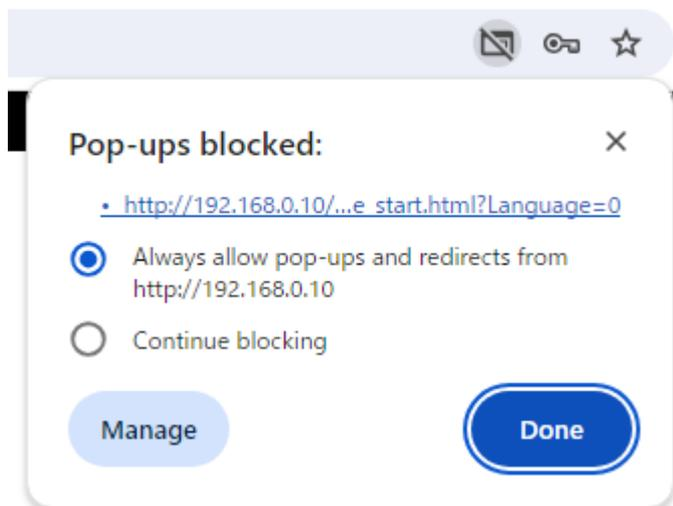 Pop-ups blocked:
• http://192.168.0.10/...e_start.html?Language=0
Always allow pop-ups and redirects from
http://192.168.0.10
Continue blocking
Manage
Done